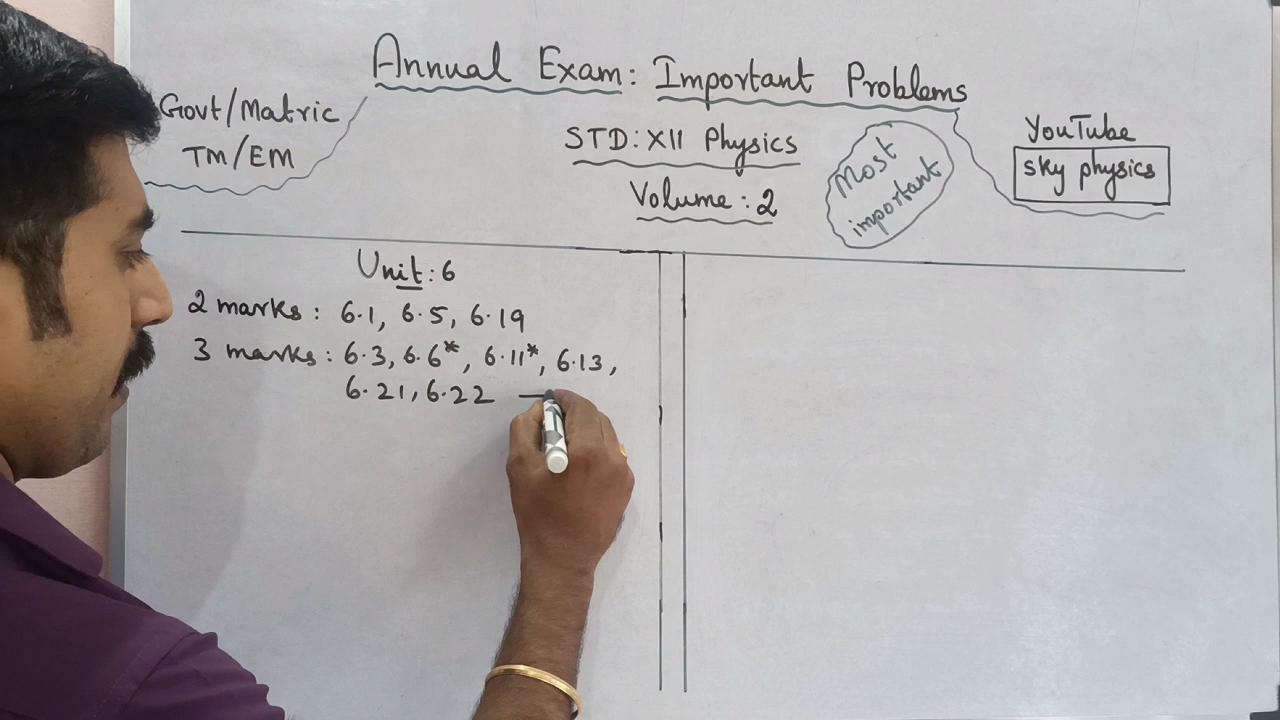 Annual Exam: Important Problems
Govt/Matric
TM/EM
STD: XII Physics
Volume: 2
Most
important
YouTube
sky physics
Unit: 6
2 marks: 6.1, 6.5, 6.19
3 marks: 6.3, 6.6*, 6.11*, 6.13,
6.21, 6.22 —